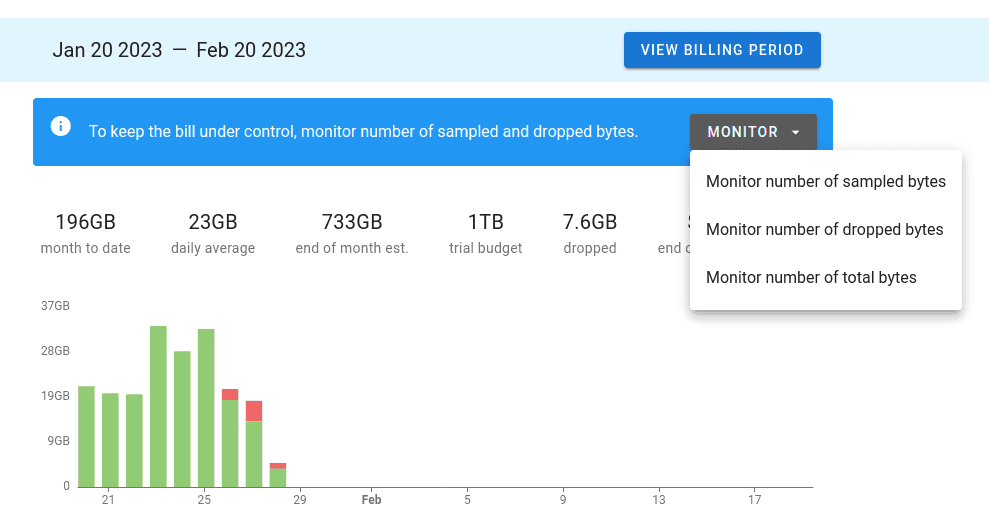 Jan 20 2023 — Feb 20 2023
VIEW BILLING PERIOD
To keep the bill under control, monitor number of sampled and dropped bytes.
MONITOR
Monitor number of sampled bytes
Monitor number of dropped bytes
Monitor number of total bytes
196GB 23GB 733GB 1TB 7.6GB
month to date daily average end of month est. trial budget dropped end
37GB
28GB
19GB
9GB
0
21 25 29 Feb 5 9 13 17